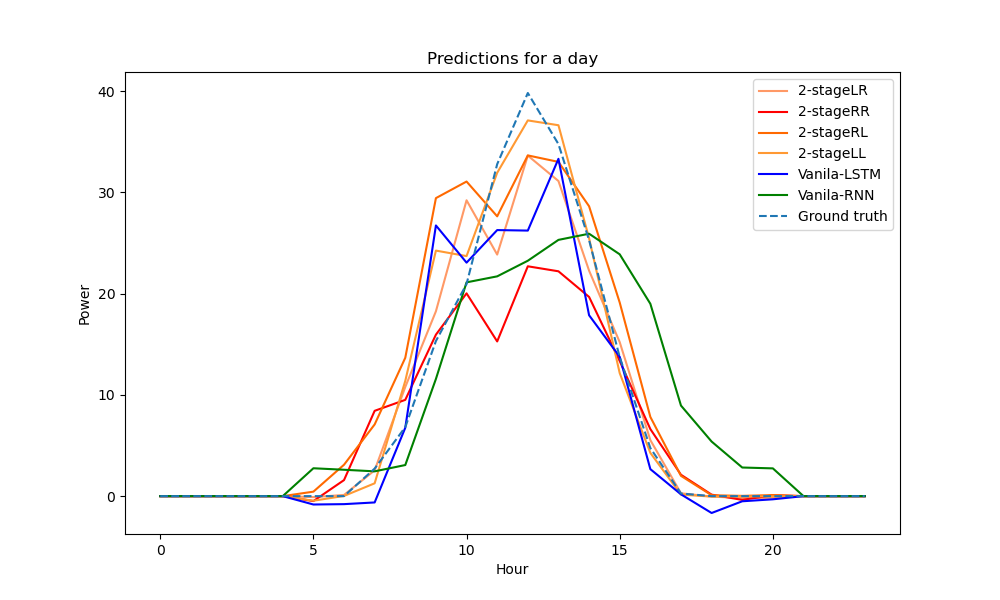 Predictions for a day
40
30
20
10
0
Power
2-stageLR
2-stageRR
2-stageRL
2-stageLL
Vanila-LSTM
Vanila-RNN
Ground truth
0 5 10 15 20
Hour